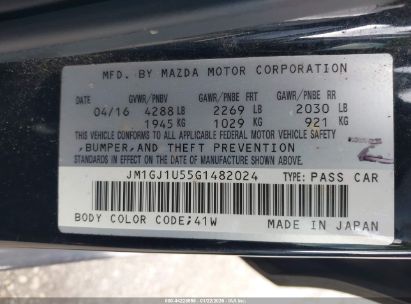 MFD. BY MAZDA MOTOR CORPORATION
DATE GVWR/PNBV GAWR/PNBE FR GAWR/PNBE RR
04/16 4288 LB 2269 LB 2030 LB
1945 KG 1029 KG 921 KG
THIS VEHICLE CONFORMS TO ALL APPLICABLE FEDERAL MOTOR VEHICLE SAFETY
,BUMPER,AND THEFT PREVENTION
STANDARDS IN EFFECT ON THE DATE OF MANUFACTURE SHOWN ABOVE.
JM1GJ1U55G1482024 TYPE: PASS CAR
BODY COLOR CODE;41W MADE IN JAPAN